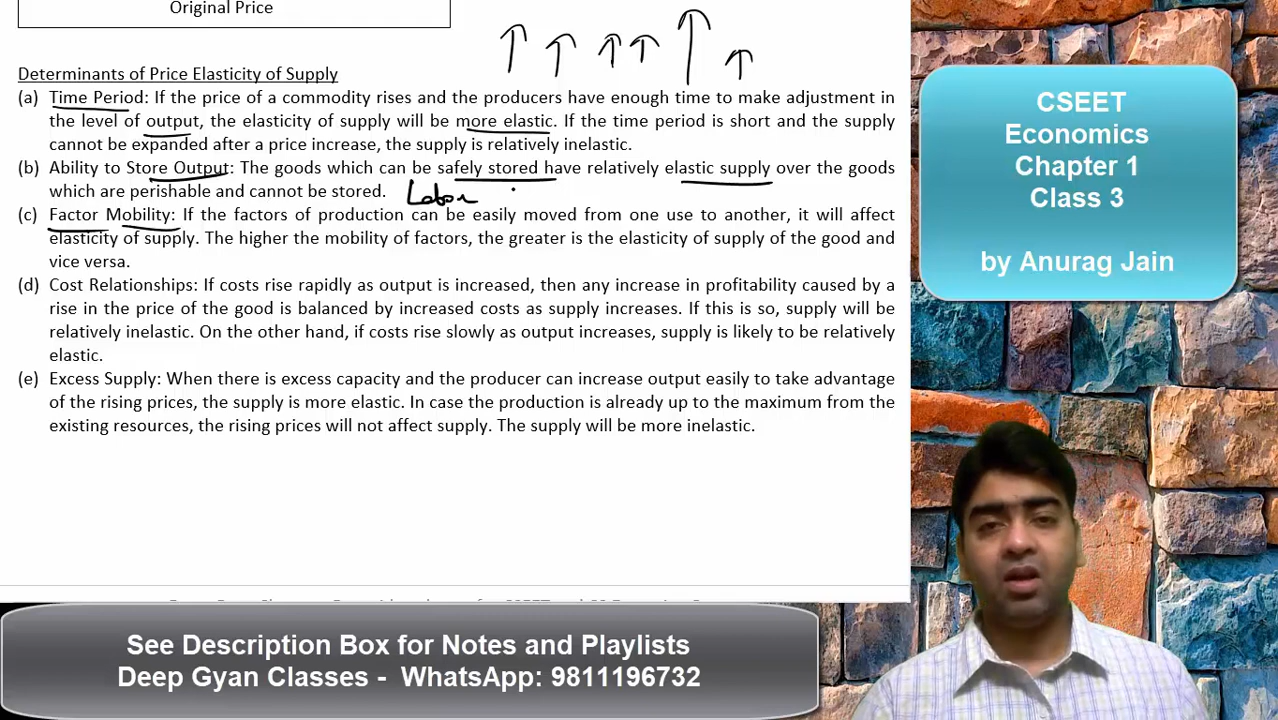 Original Price
Determinants of Price Elasticity of Supply
(a) Time Period: If the price of a commodity rises and the producers have enough time to make adjustment in
the level of output, the elasticity of supply will be more elastic. If the time period is short and the supply
cannot be expanded after a price increase, the supply is relatively inelastic.
(b) Ability to Store Output: The goods which can be safely stored have relatively elastic supply over the goods
which are perishable and cannot be stored.
Labor
(c) Factor Mobility: If the factors of production can be easily moved from one use to another, it will affect
elasticity of supply. The higher the mobility of factors, the greater is the elasticity of supply of the good and
vice versa.
(d) Cost Relationships: If costs rise rapidly as output is increased, then any increase in profitability caused by a
rise in the price of the good is balanced by increased costs as supply increases. If this is so, supply will be
relatively inelastic. On the other hand, if costs rise slowly as output increases, supply is likely to be relatively
elastic.
(e) Excess Supply: When there is excess capacity and the producer can increase output easily to take advantage
of the rising prices, the supply is more elastic. In case the production is already up to the maximum from the
existing resources, the rising prices will not affect supply. The supply will be more inelastic.
CSEET
Economics
Chapter 1
Class 3
by Anurag Jain
See Description Box for Notes and Playlists
Deep Gyan Classes - WhatsApp: 9811196732